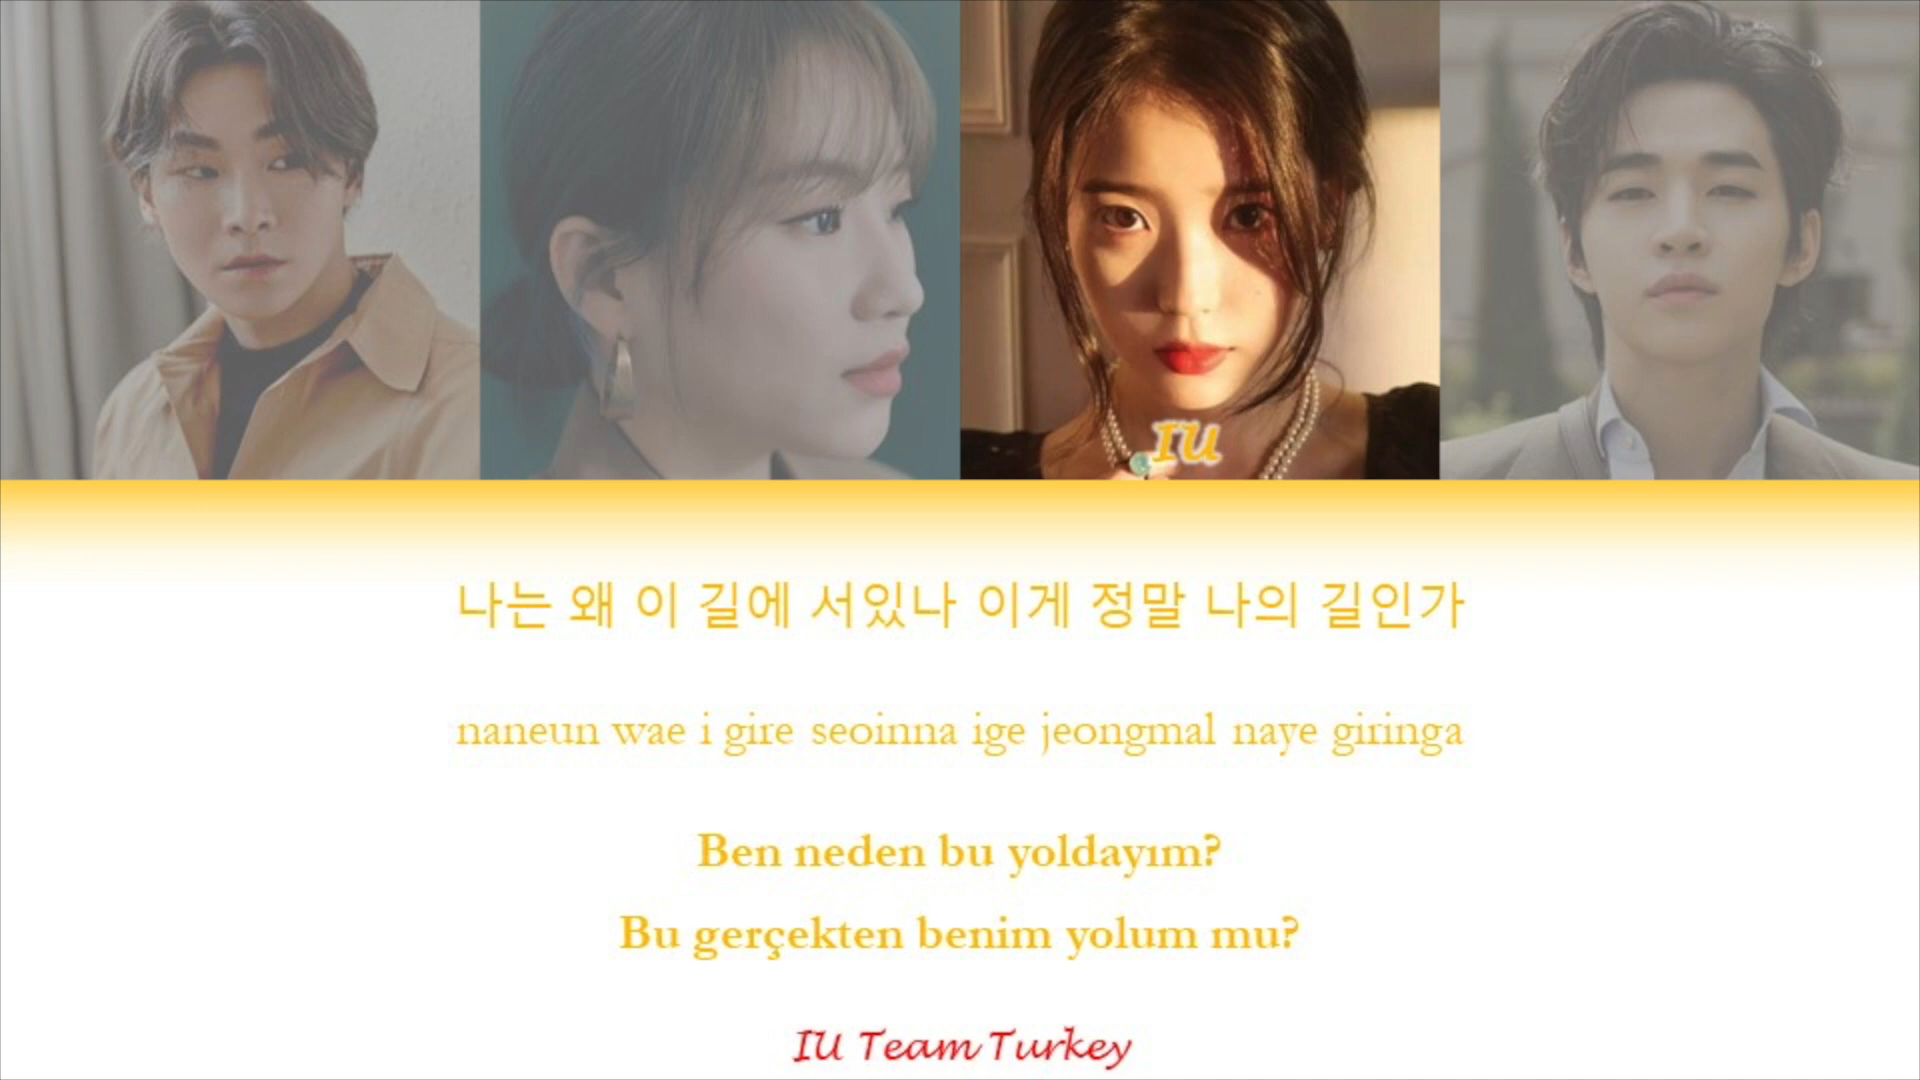 IU
나는 왜 이 길에 서있나 이게 정말 나의 길인가
naneun wae i gire seoinna ige jeongmal naye giringa
Ben neden bu yoldayım?
Bu gerçekten benim yolum mu?
IU Team Turkey